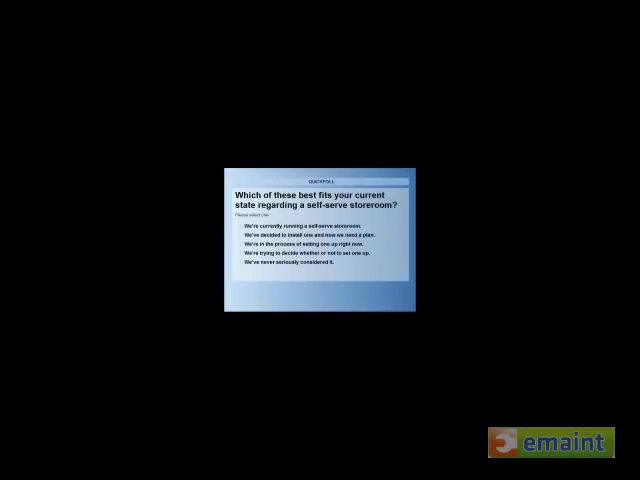 QUICKPOLL
Which of these best fits your current
state regarding a self-serve storeroom?
Please select one:
We're currently running a self-serve storeroom.
We've decided to install one and now we need a plan.
We're in the process of setting one up right now.
We're trying to decide whether or not to set one up.
We've never seriously considered it.
emaint